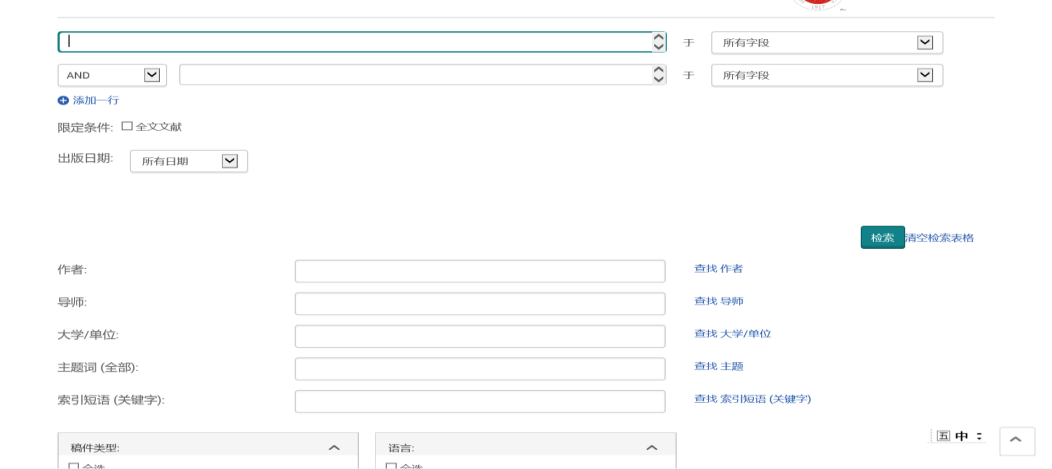 于 所有字段
AND 于 所有字段
添加一行
限定条件: 全文文献
出版日期: 所有日期
检索 清空检索表格
作者: 查找 作者
导师: 查找 导师
大学/单位: 查找 大学/单位
主题词 (全部): 查找 主题
索引短语 (关键字): 查找 索引短语 (关键字)
五 中
稿件类型: 语言: